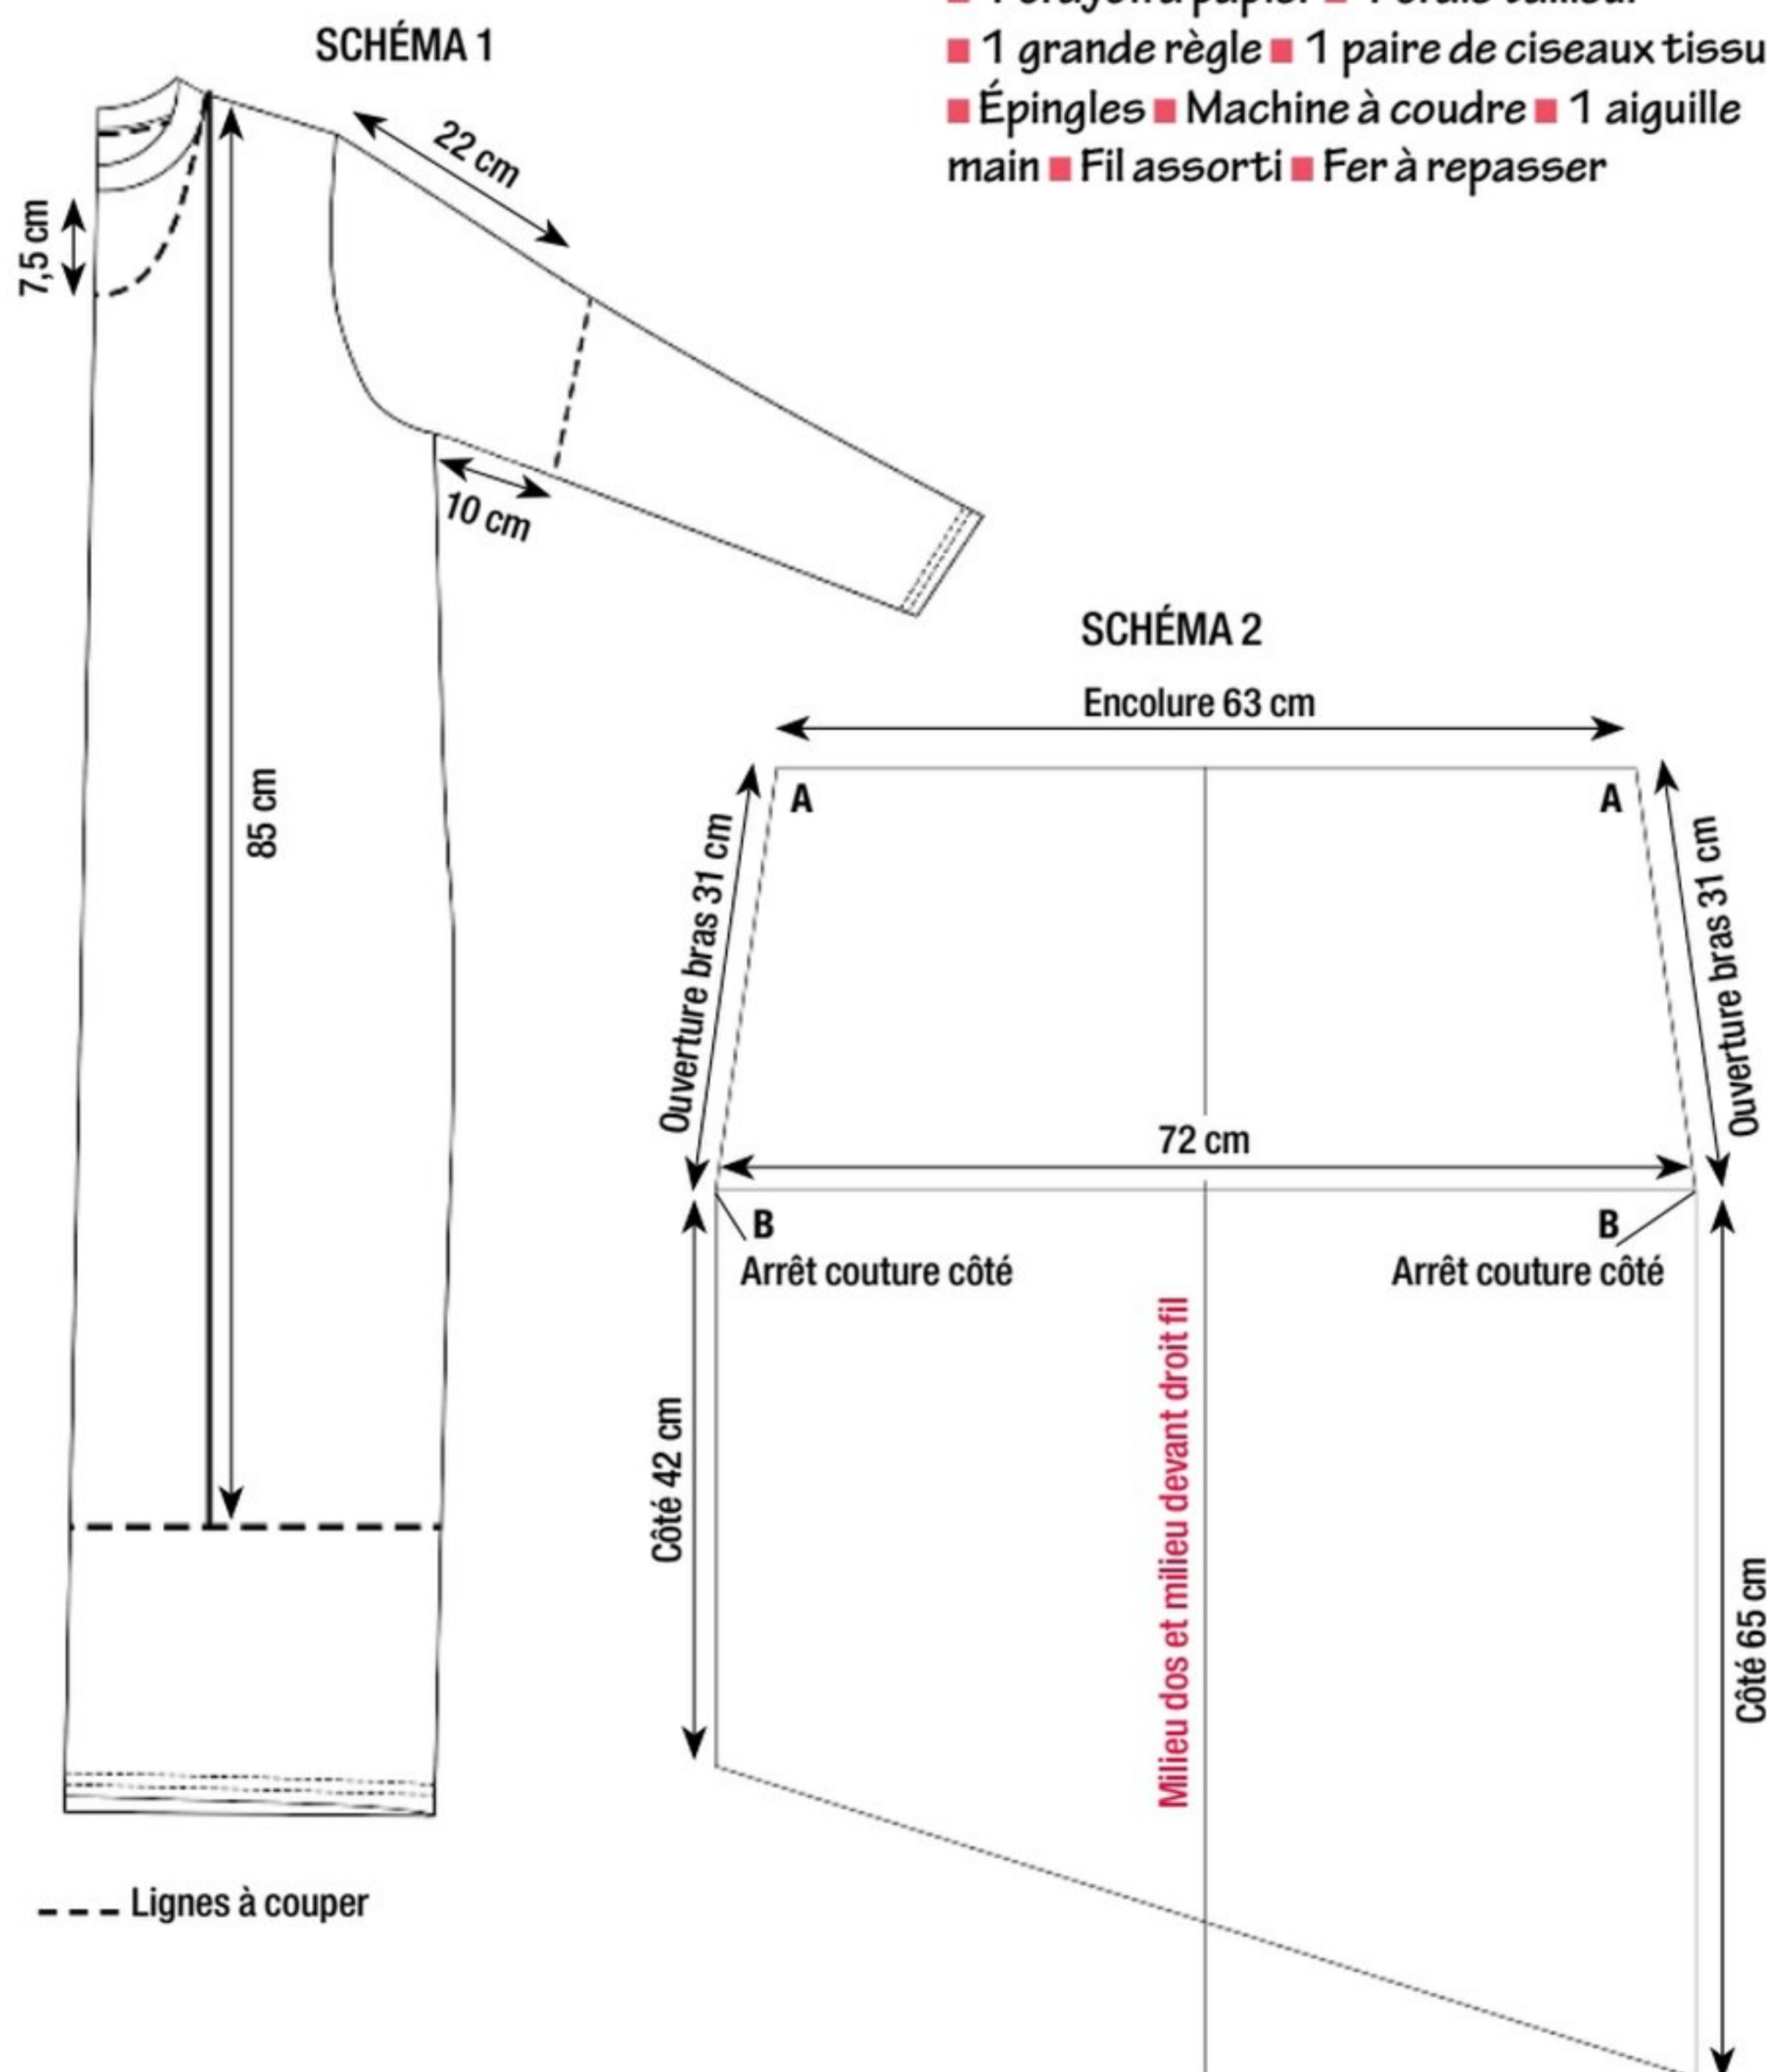 SCHÉMA 1
■ 1 grande règle ■ 1 paire de ciseaux tissu
■ Épingles ■ Machine à coudre ■ 1 aiguille
main ■ Fil assorti ■ Fer à repasser
22 cm
7,5 cm
10 cm
85 cm
Lignes à couper
SCHÉMA 2
Encolure 63 cm
A
A
Ouverture bras 31 cm
Ouverture bras 31 cm
72 cm
B
B
Arrêt couture côté
Arrêt couture côté
Côté 42 cm
Milieu dos et milieu devant droit fil
Côté 65 cm